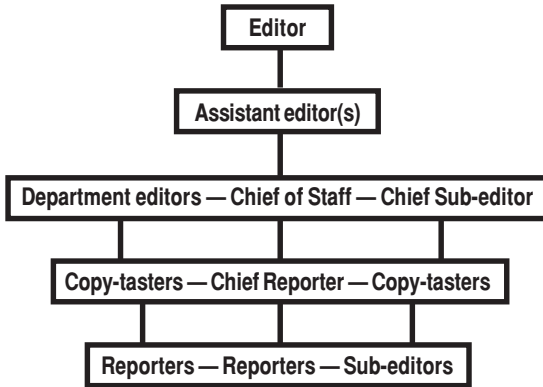 Editor
Assistant editor(s)
Department editors — Chief of Staff — Chief Sub-editor
Copy-tasters — Chief Reporter — Copy-tasters
Reporters — Reporters — Sub-editors